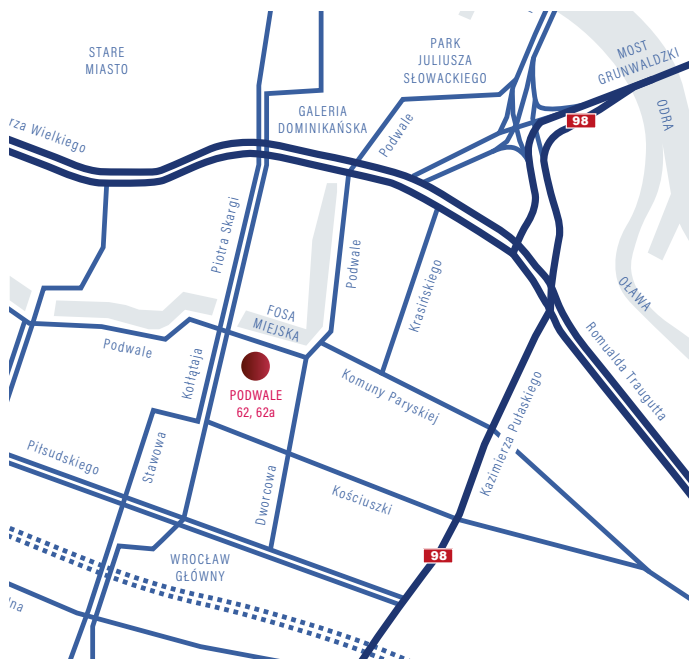 STARE
MIASTO
PARK
JULIUSZA
SŁOWACKIEGO
MOST
GRUNWALDZKI
ODRA
98
GALERIA
DOMINIKAŃSKA
rza Wielkiego
Podwale
Piotra Skargi
Podwale
Krasińskiego
OŁAWA
FOSA
MIEJSKA
Podwale
Kołłątaja
Romualda Traugutta
PODWALE
62, 62a
Komuny Paryskiej
Kazimierza Pułaskiego
Piłsudskiego
Stawowa
Dworcowa
Kościuszki
98
WROCŁAW
GŁÓWNY
na